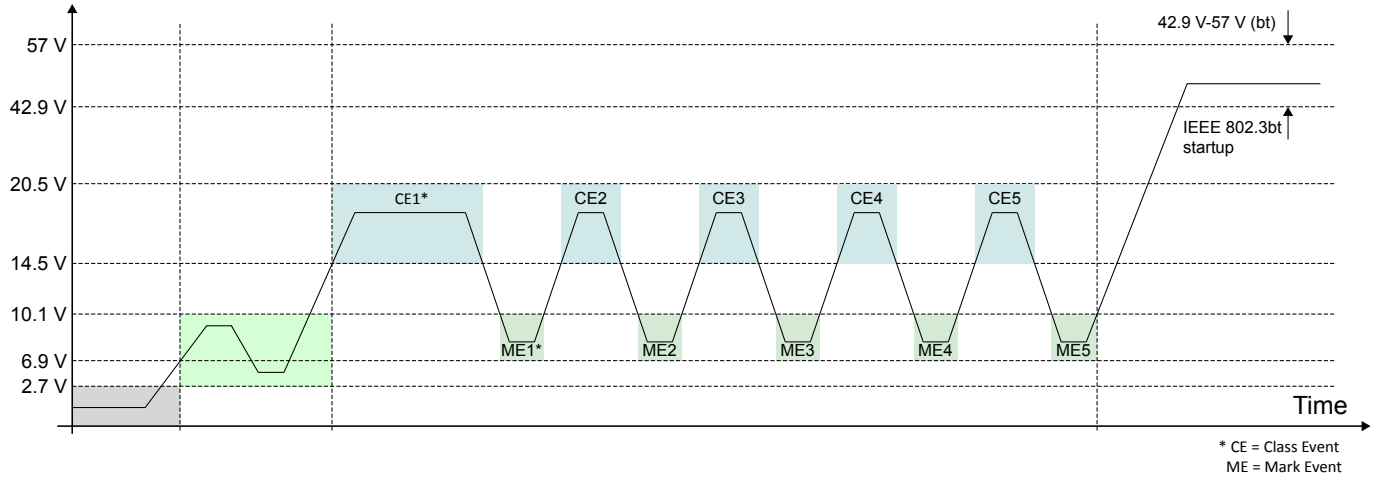 42.9 V-57 V (bt)
57 V
42.9 V
IEEE 802.3bt
startup
20.5 V
CE1* CE2 CE3 CE4 CE5
14.5 V
10.1 V
ME1* ME2 ME3 ME4 ME5
6.9 V
2.7 V
Time
* CE = Class Event
ME = Mark Event